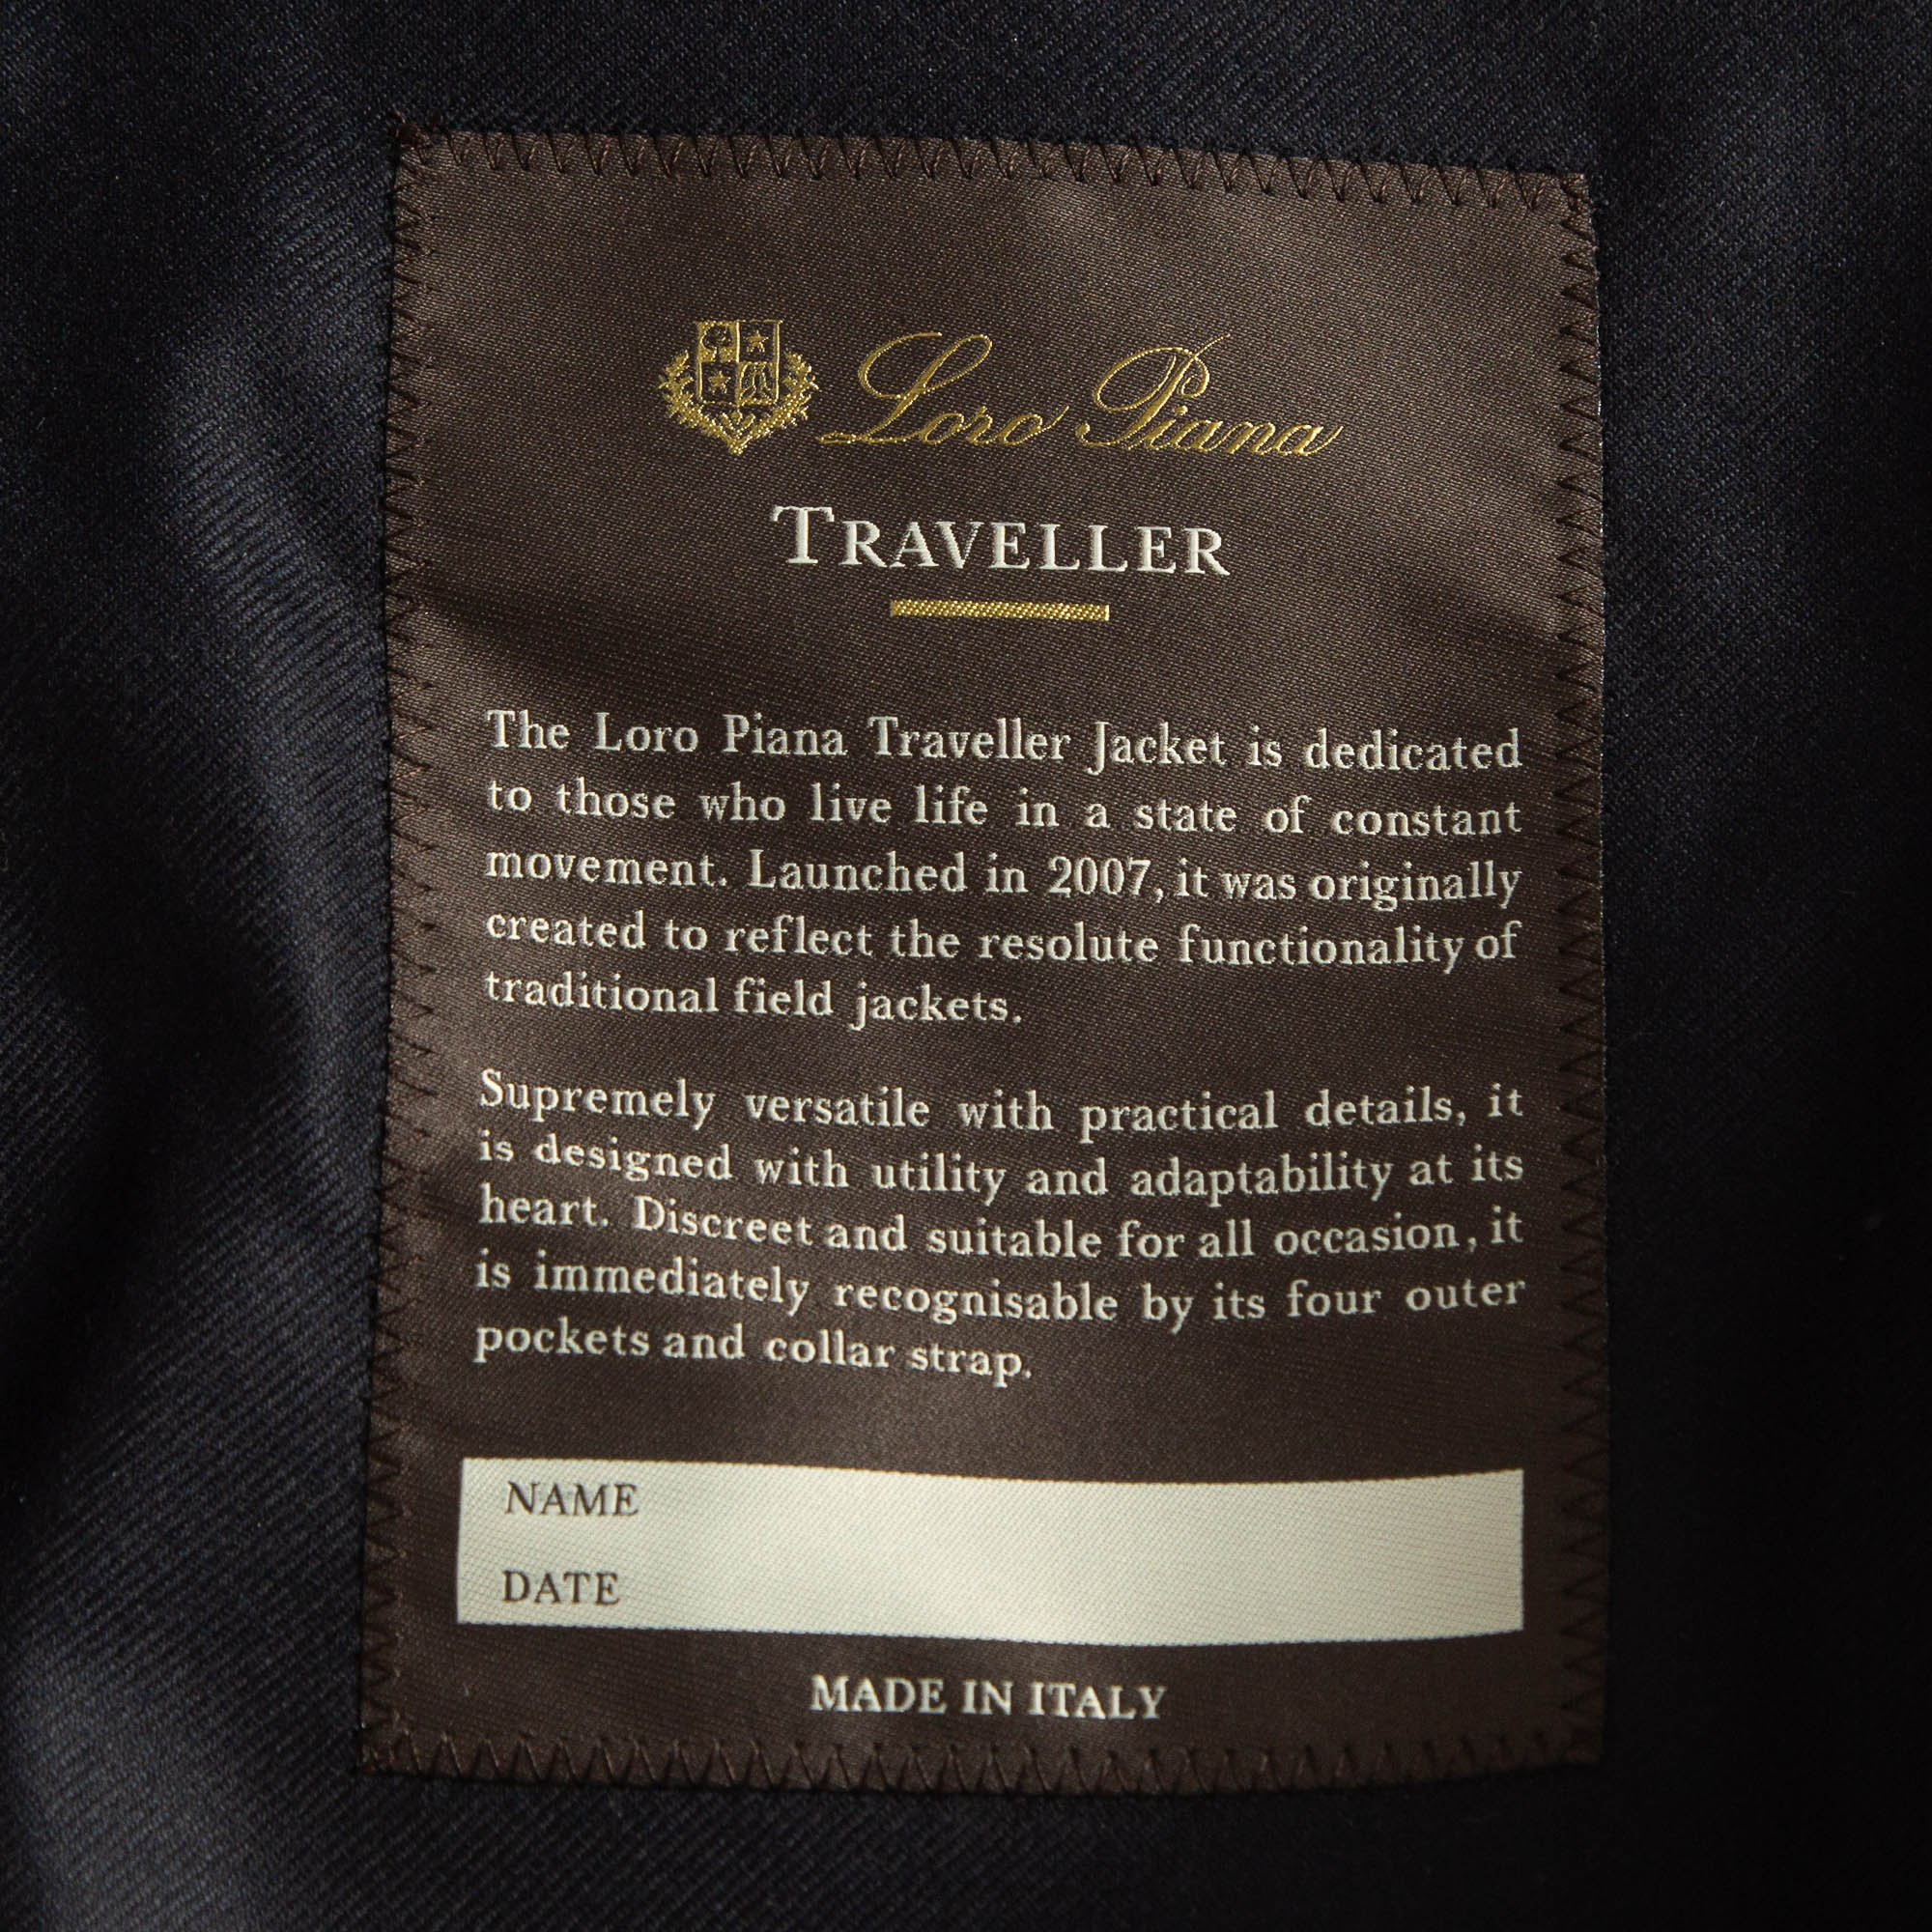 Loro Piana
TRAVELLER
The Loro Piana Traveller Jacket is dedicated
to those who live life in a state of constant
movement. Launched in 2007, it was originally
created to reflect the resolute functionality of
traditional field jackets.
Supremely versatile with practical details, it
is designed with utility and adaptability at its
heart. Discreet and suitable for all occasion, it
is immediately recognisable by its four outer
pockets and collar strap.
NAME
DATE
MADE IN ITALY